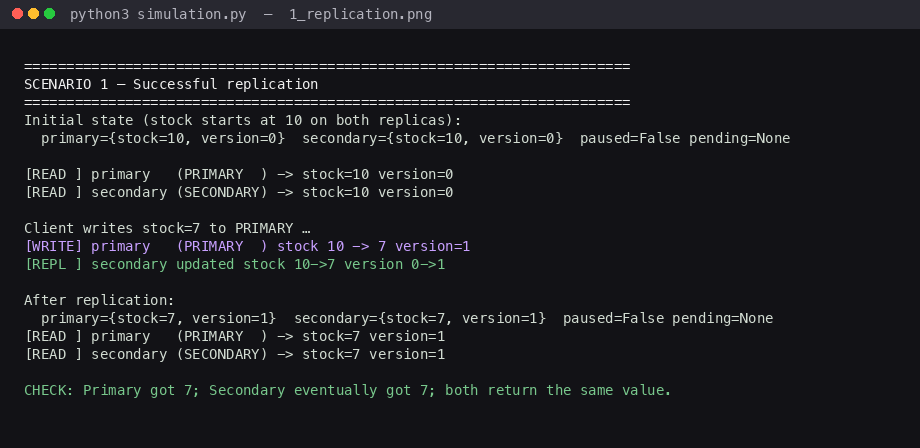 python3 simulation.py  —  1_replication.png
========================================================================
SCENARIO 1 — Successful replication
========================================================================
Initial state (stock starts at 10 on both replicas):
  primary={stock=10, version=0}  secondary={stock=10, version=0}  paused=False pending=None
[READ ] primary   (PRIMARY  ) —> stock=10 version=0
[READ ] secondary (SECONDARY) —> stock=10 version=0
Client writes stock=7 to PRIMARY …
[WRITE] primary   (PRIMARY  ) stock 10 —> 7 version=1
[REPL ] secondary updated stock 10—>7 version 0—>1
After replication:
  primary={stock=7, version=1}  secondary={stock=7, version=1}  paused=False pending=None
[READ ] primary   (PRIMARY  ) —> stock=7 version=1
[READ ] secondary (SECONDARY) —> stock=7 version=1
CHECK: Primary got 7; Secondary eventually got 7; both return the same value.